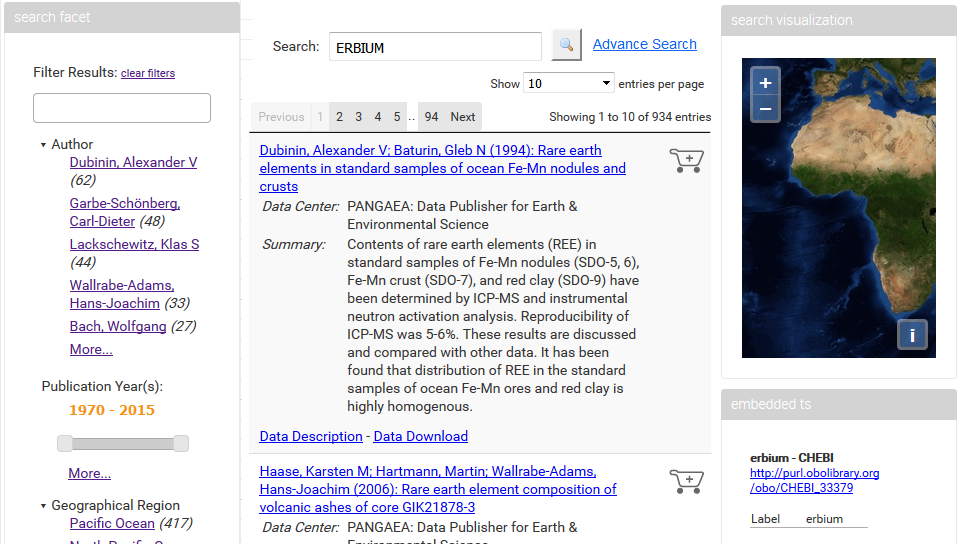 search facet
Filter Results: clear filters
▾ Author
Dubinin, Alexander V
(62)
Garbe-Schönberg,
Carl-Dieter (48)
Lackschewitz, Klas S
(44)
Wallrabe-Adams,
Hans-Joachim (33)
Bach, Wolfgang (27)
More...
Publication Year(s):
1970 - 2015
More...
▾ Geographical Region
Pacific Ocean (417)
Search: ERBIUM Advance Search
Show 10 entries per page
Previous 1 2 3 4 5 .. 94 Next Showing 1 to 10 of 934 entries
Dubinin, Alexander V; Baturin, Gleb N (1994): Rare earth
elements in standard samples of ocean Fe-Mn nodules and
crusts
Data Center: PANGAEA: Data Publisher for Earth &
Environmental Science
Summary: Contents of rare earth elements (REE) in
standard samples of Fe-Mn nodules (SDO-5, 6),
Fe-Mn crust (SDO-7), and red clay (SDO-9) have
been determined by ICP-MS and instrumental
neutron activation analysis. Reproducibility of
ICP-MS was 5-6%. These results are discussed
and compared with other data. It has been
found that distribution of REE in the standard
samples of ocean Fe-Mn ores and red clay is
highly homogenous.
Data Description - Data Download
Haase, Karsten M; Hartmann, Martin; Wallrabe-Adams,
Hans-Joachim (2006): Rare earth element composition of
volcanic ashes of core GIK21878-3
Data Center: PANGAEA: Data Publisher for Earth &
search visualization
+
−
i
embedded ts
erbium - CHEBI
http://purl.obolibrary.org
/obo/CHEBI_33379
Label erbium